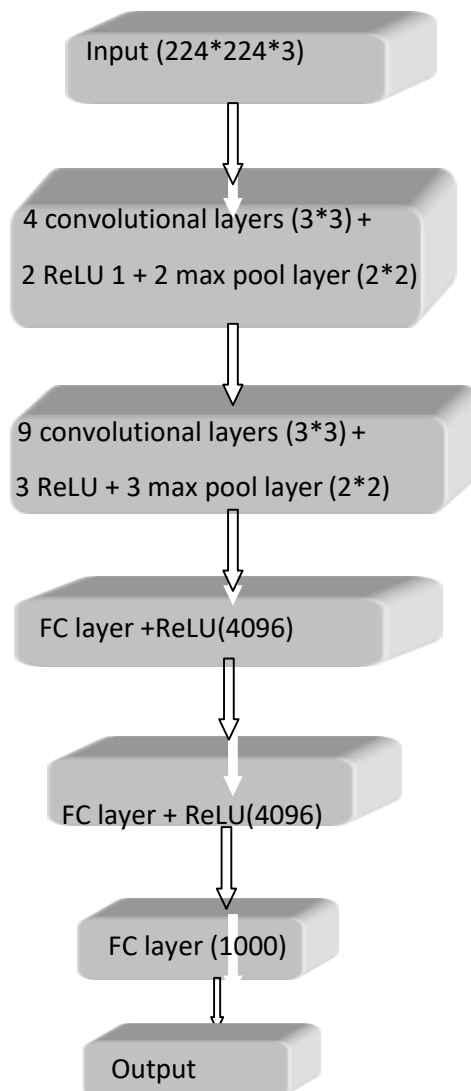 Input (224*224*3)
4 convolutional layers (3*3) +
2 ReLU 1 + 2 max pool layer (2*2)
9 convolutional layers (3*3) +
3 ReLU + 3 max pool layer (2*2)
FC layer +ReLU(4096)
FC layer + ReLU(4096)
FC layer (1000)
Output